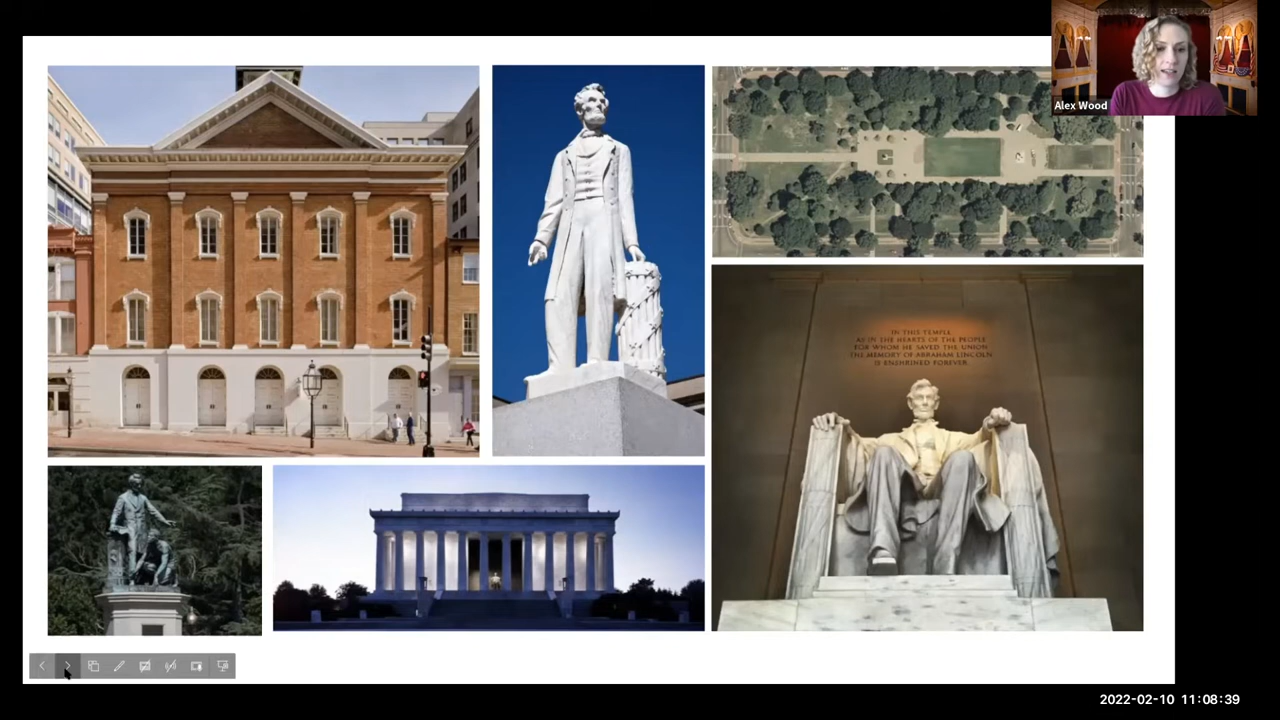 Alex Wood
IN THIS TEMPLE
AS IN THE HEARTS OF THE PEOPLE
FOR WHOM HE SAVED THE UNION
THE MEMORY OF ABRAHAM LINCOLN
IS ENSHRINED FOREVER
2022-02-10 11:08:39